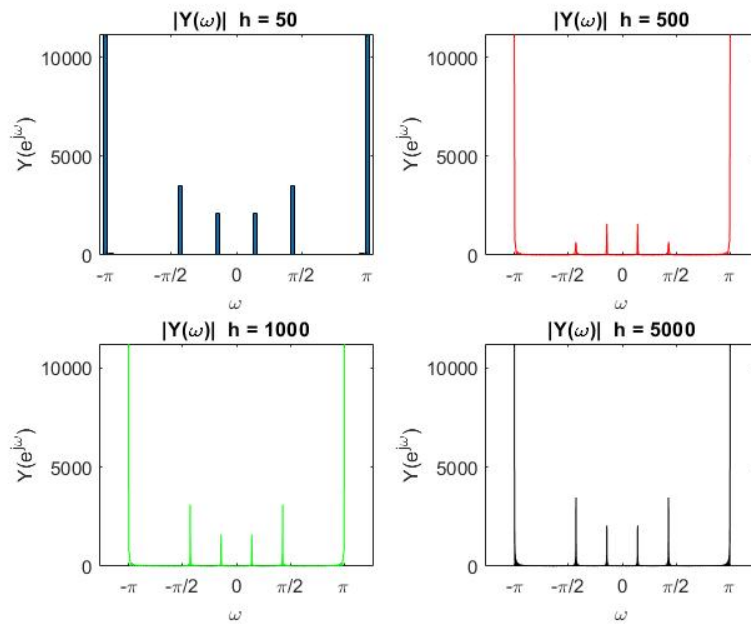 |Y(ω)| h = 50
10000
5000
0
Y(e^jω)
-π -π/2 0 π/2 π
ω
|Y(ω)| h = 500
10000
5000
0
Y(e^jω)
-π -π/2 0 π/2 π
ω
|Y(ω)| h = 1000
10000
5000
0
Y(e^jω)
-π -π/2 0 π/2 π
ω
|Y(ω)| h = 5000
10000
5000
0
Y(e^jω)
-π -π/2 0 π/2 π
ω